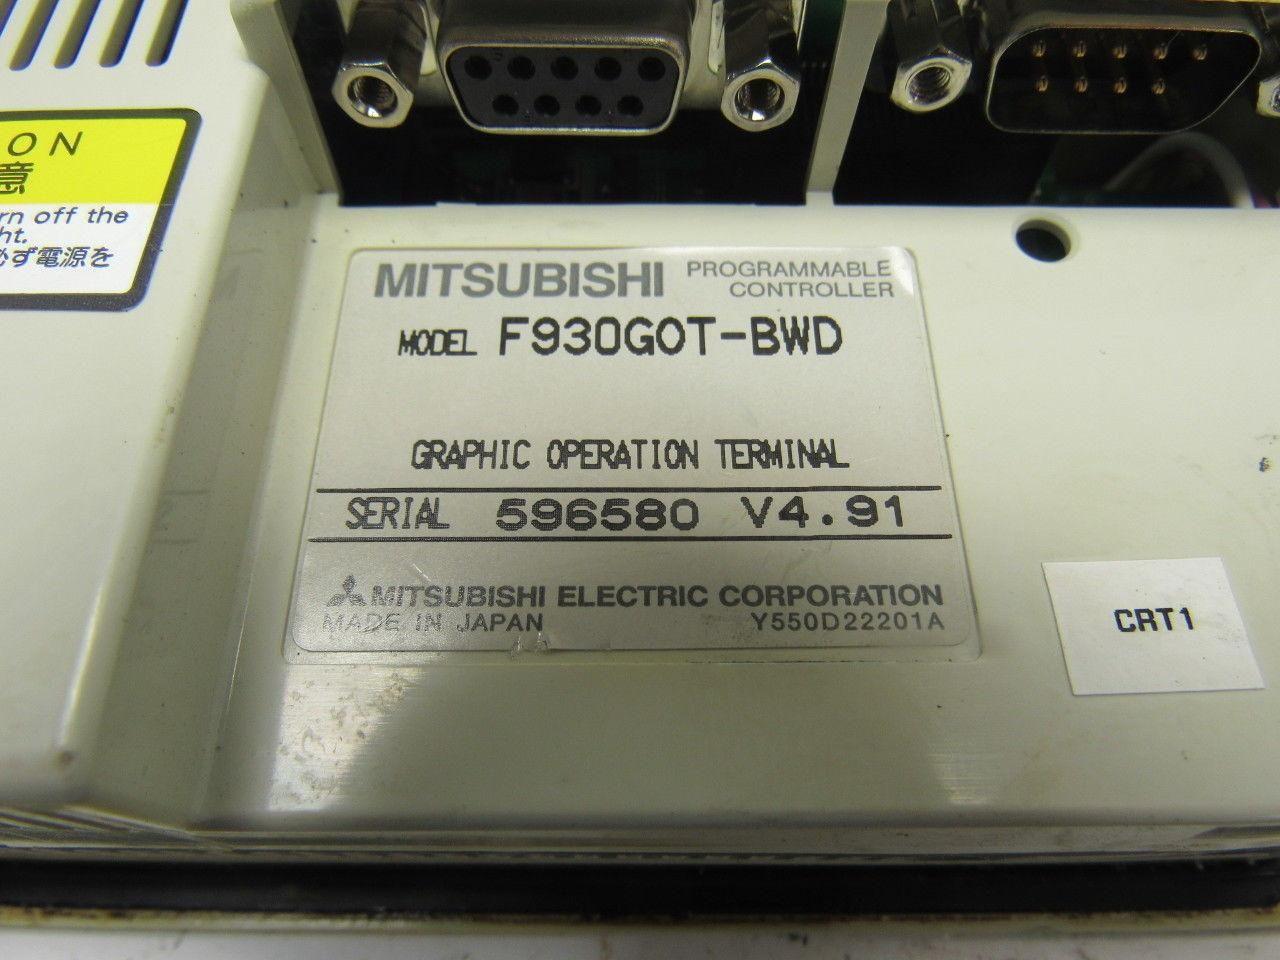 ON
意
rn off the
ht.
必ず電源を
MITSUBISHI PROGRAMMABLE CONTROLLER
MODEL F930GOT-BWD
GRAPHIC OPERATION TERMINAL
SERIAL 596580 V4.91
MITSUBISHI ELECTRIC CORPORATION
MADE IN JAPAN Y550D22201A
CRT1